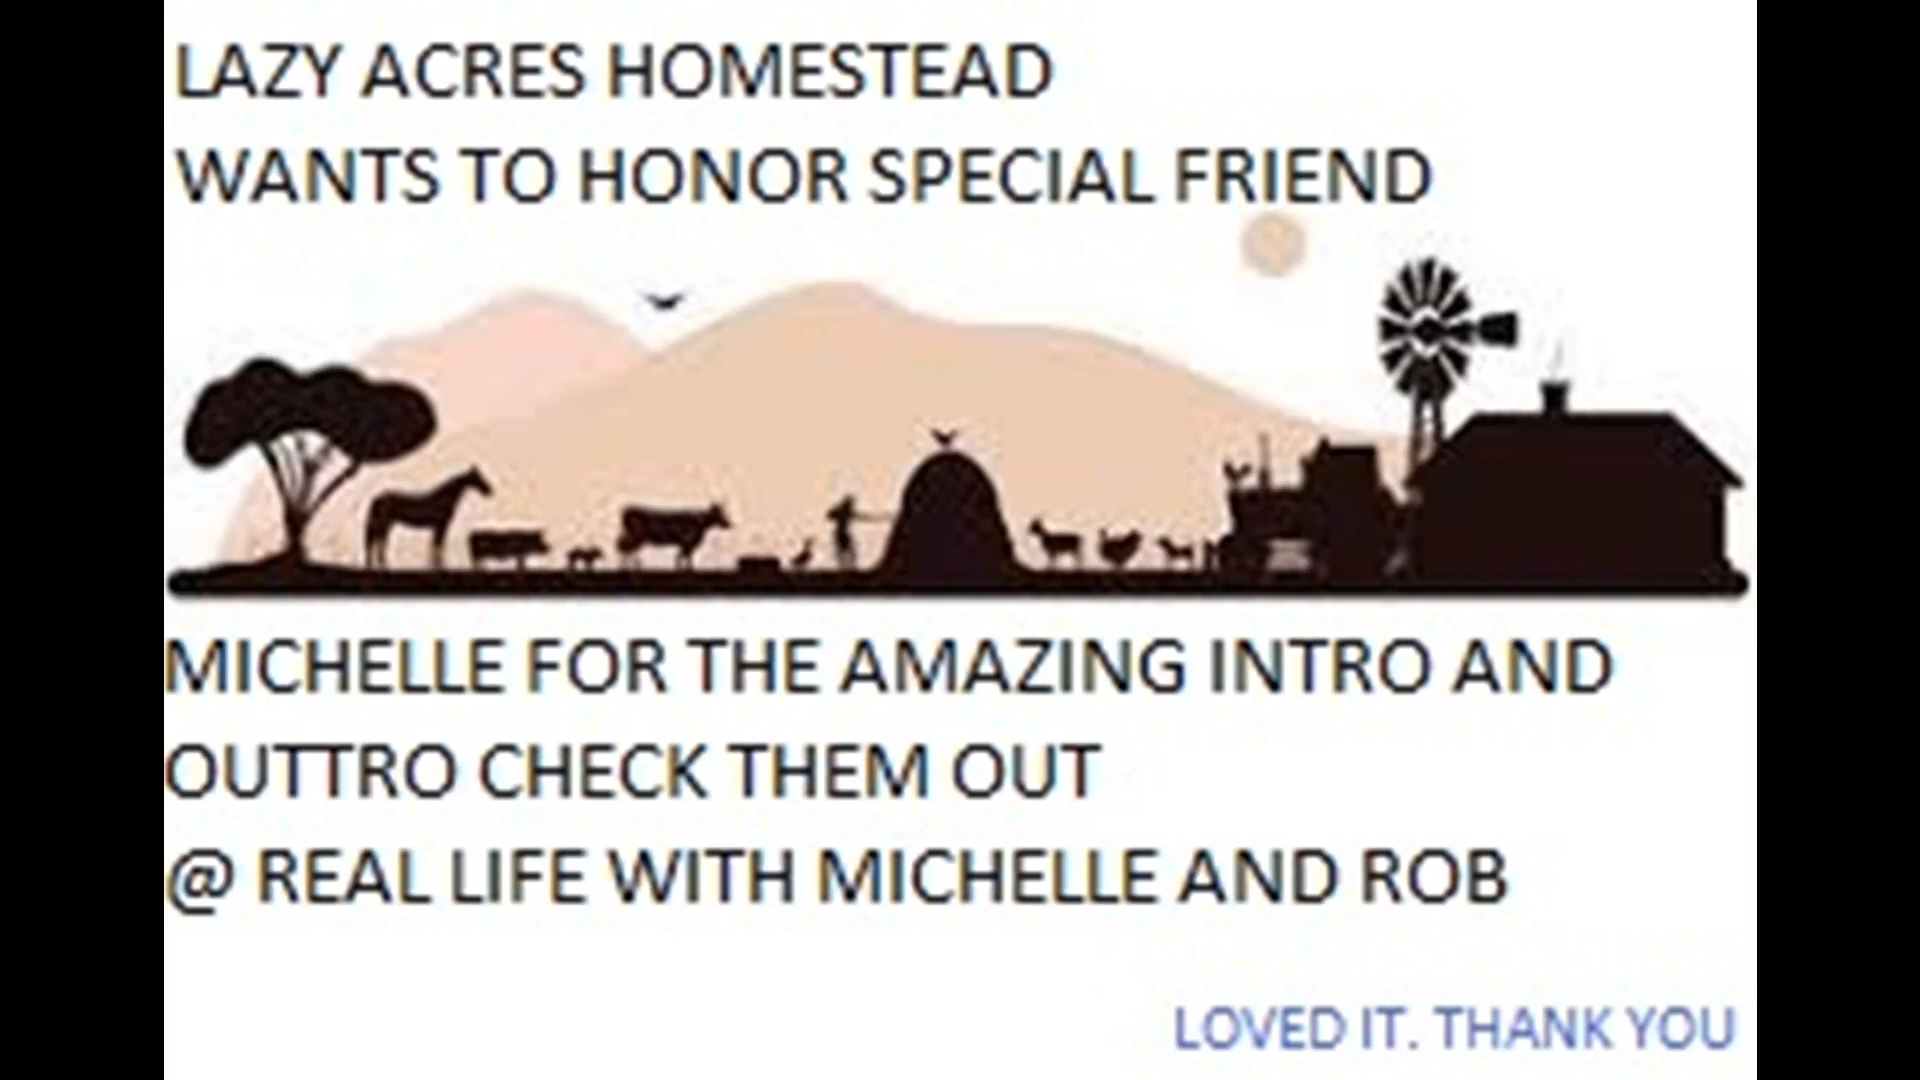 LAZY ACRES HOMESTEAD
WANTS TO HONOR SPECIAL FRIEND
MICHELLE FOR THE AMAZING INTRO AND
OUTTRO CHECK THEM OUT
@ REAL LIFE WITH MICHELLE AND ROB
LOVED IT. THANK YOU